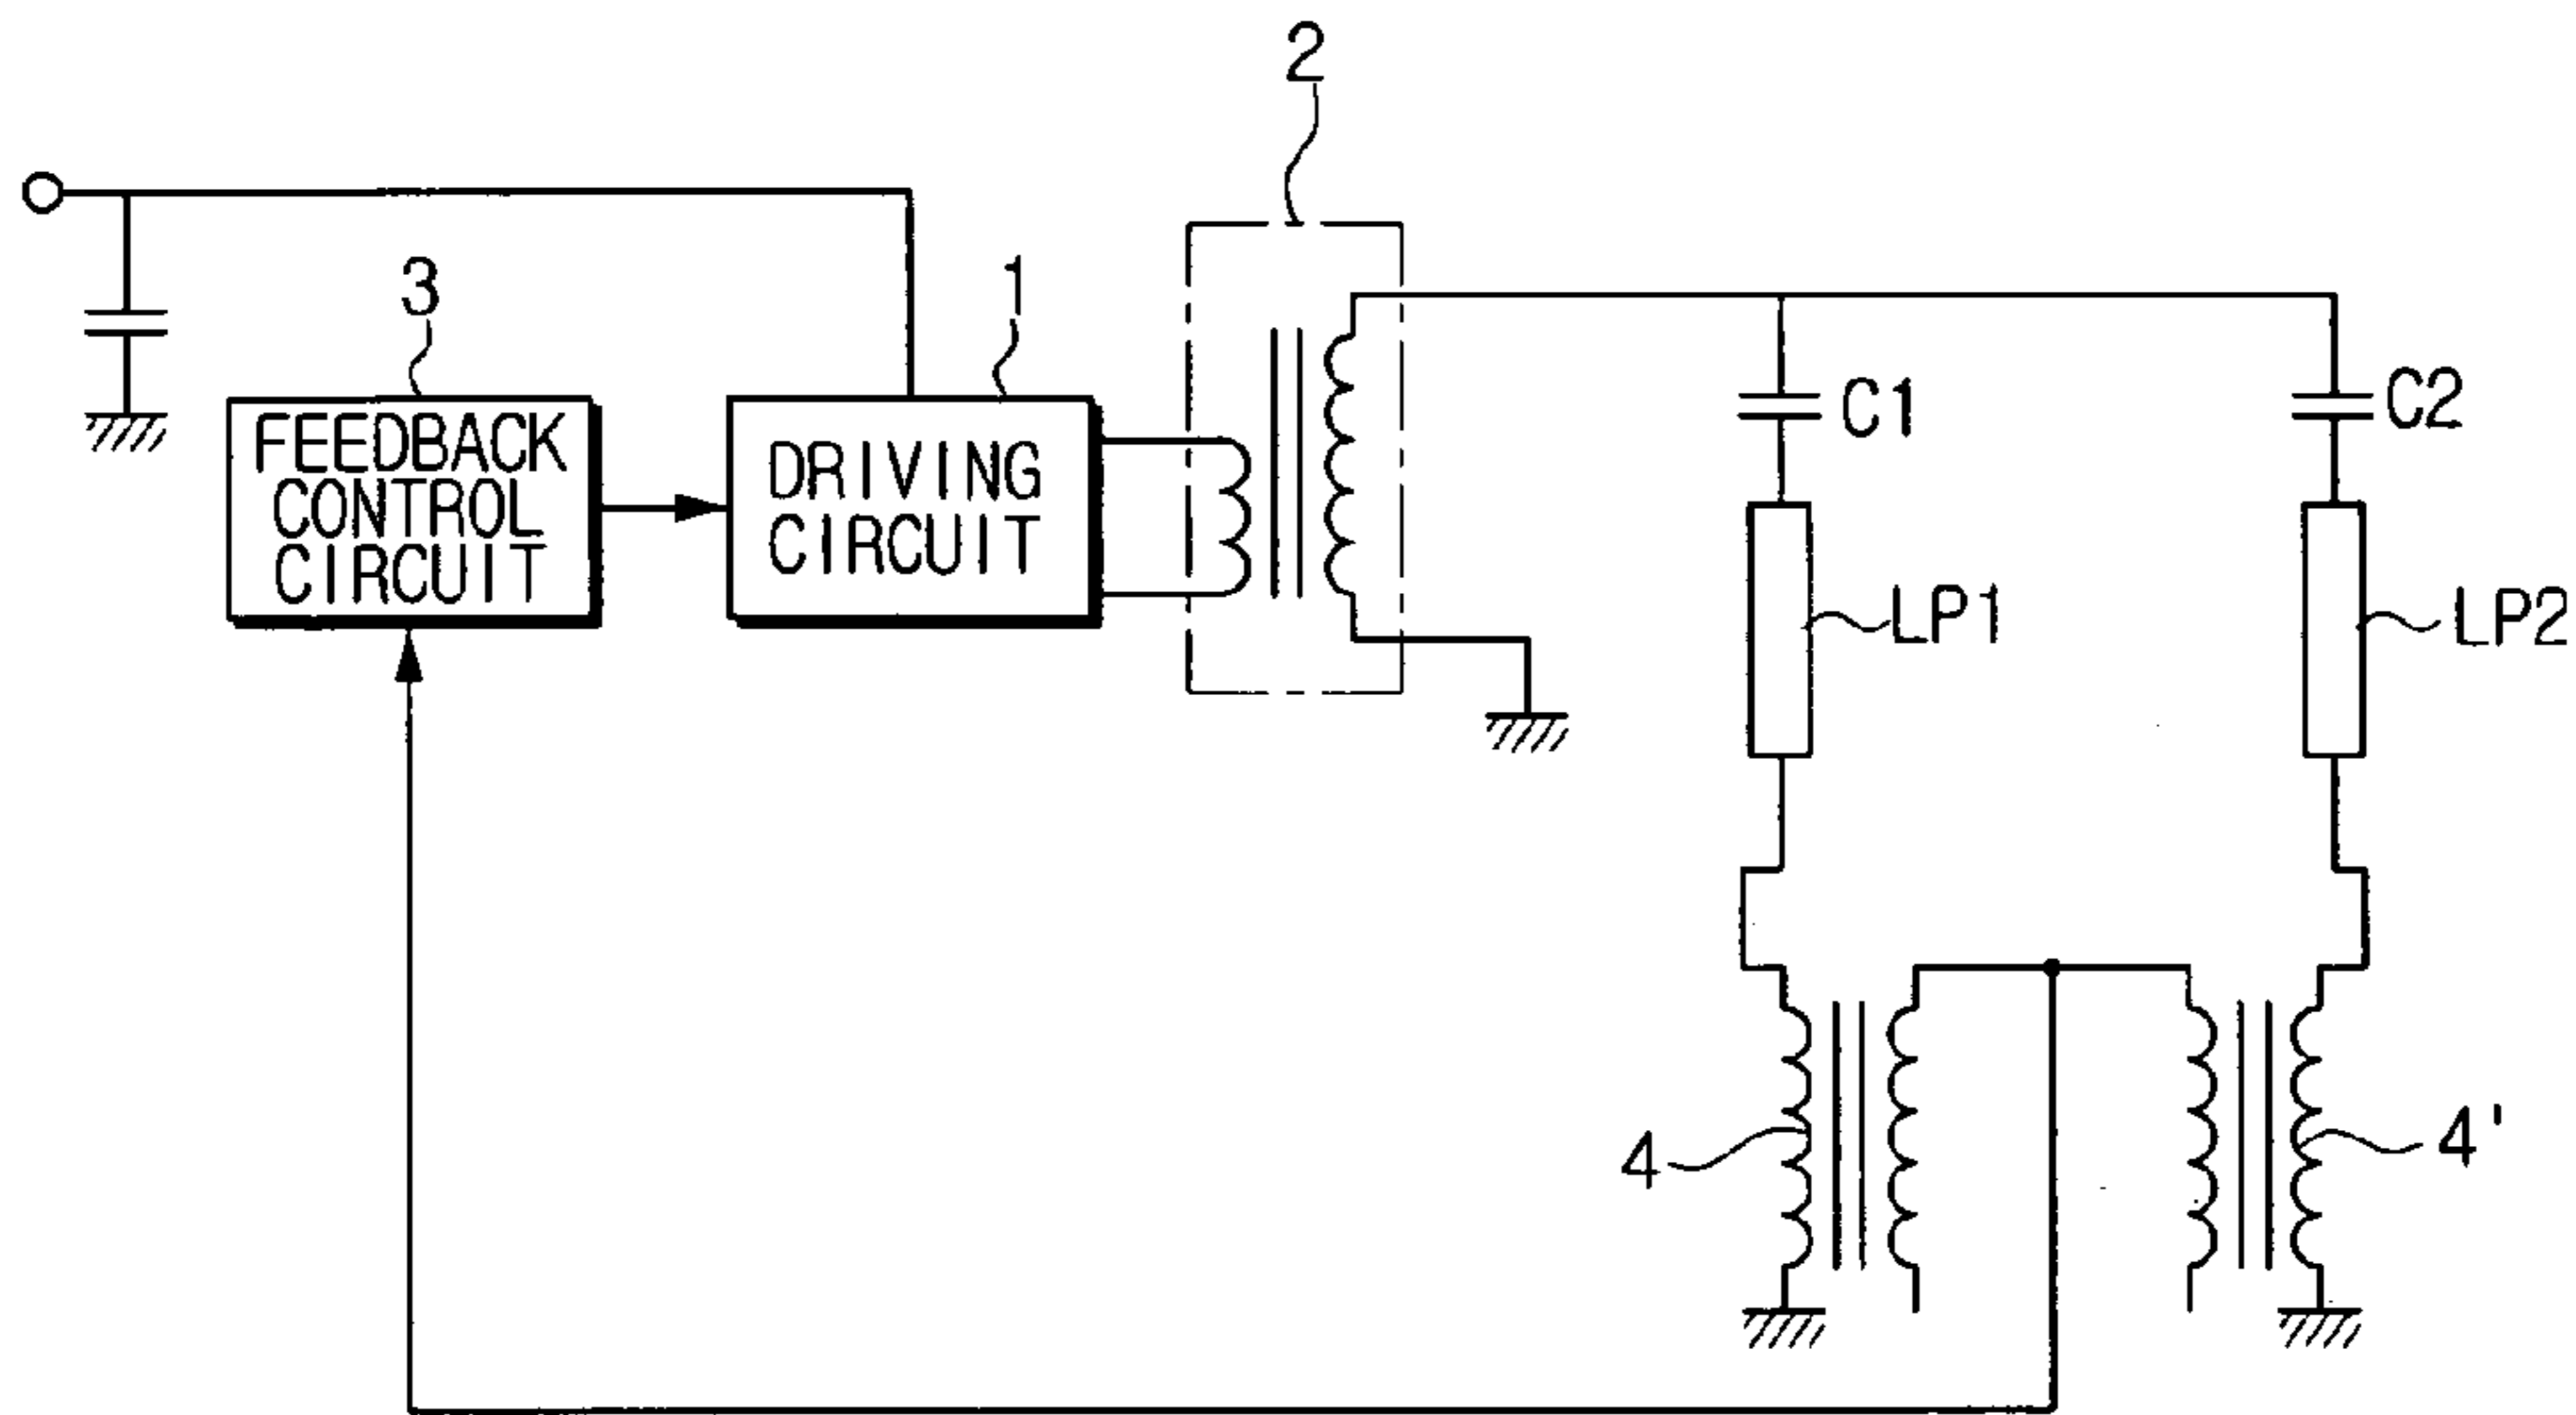 2
3
1
FEEDBACK
CONTROL
CIRCUIT
DRIVING
CIRCUIT
C1
C2
LP1
LP2
4
4'